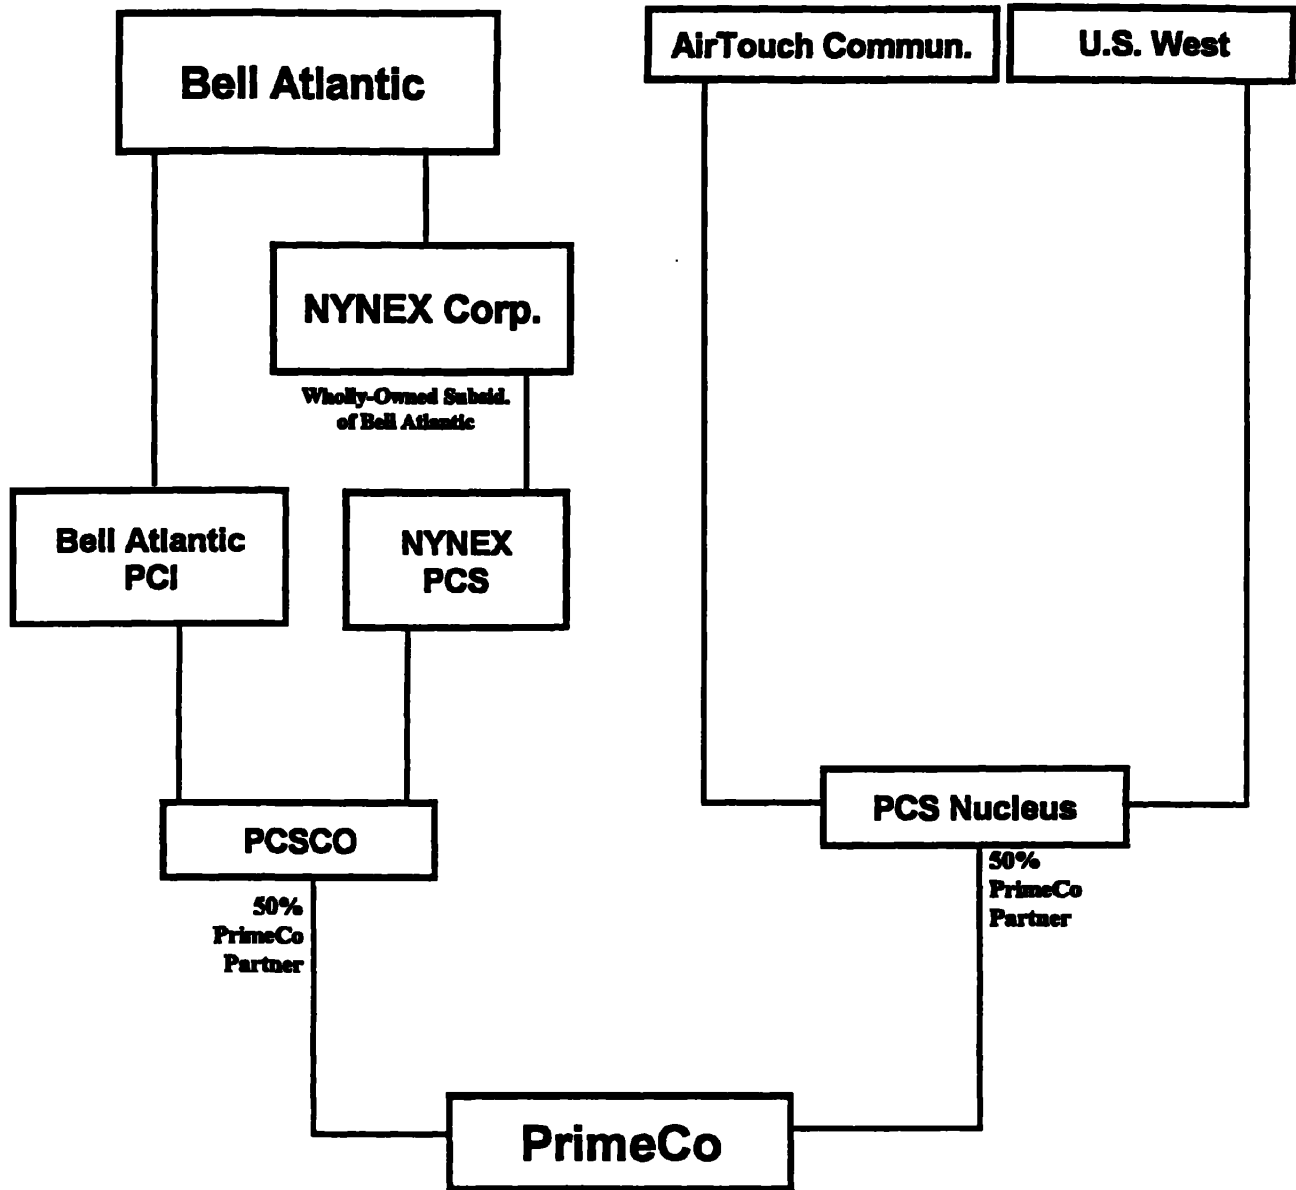 Bell Atlantic
AirTouch Commun.
U.S. West
NYNEX Corp.
Wholly-Owned Subsid.
of Bell Atlantic
Bell Atlantic
PCI
NYNEX
PCS
PCSCO
50%
PrimeCo
Partner
PCS Nucleus
50%
PrimeCo
Partner
PrimeCo